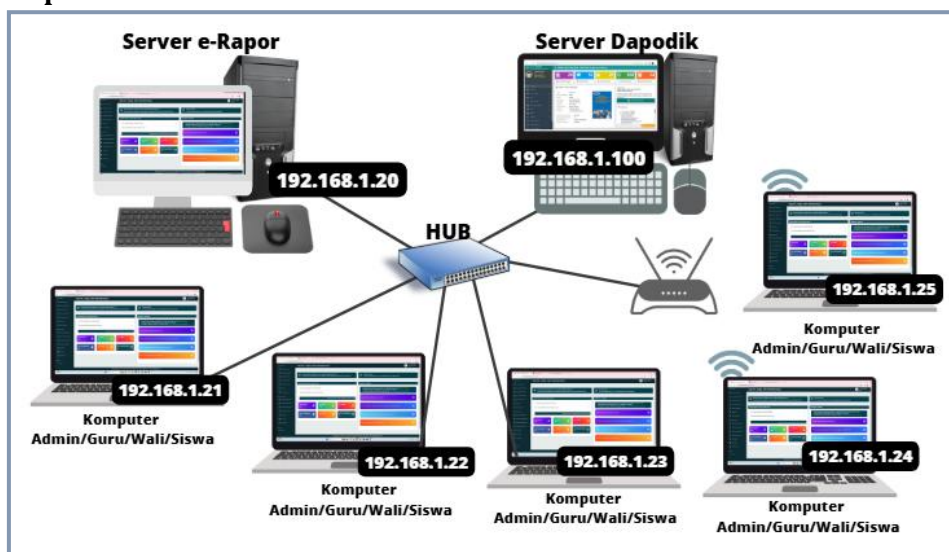 Server e-Rapor
Server Dapodik
192.168.1.20
192.168.1.100
HUB
192.168.1.25
Komputer
Admin/Guru/Wali/Siswa
192.168.1.21
Komputer
Admin/Guru/Wali/Siswa
192.168.1.22
Komputer
Admin/Guru/Wali/Siswa
192.168.1.23
Komputer
Admin/Guru/Wali/Siswa
192.168.1.24
Komputer
Admin/Guru/Wali/Siswa